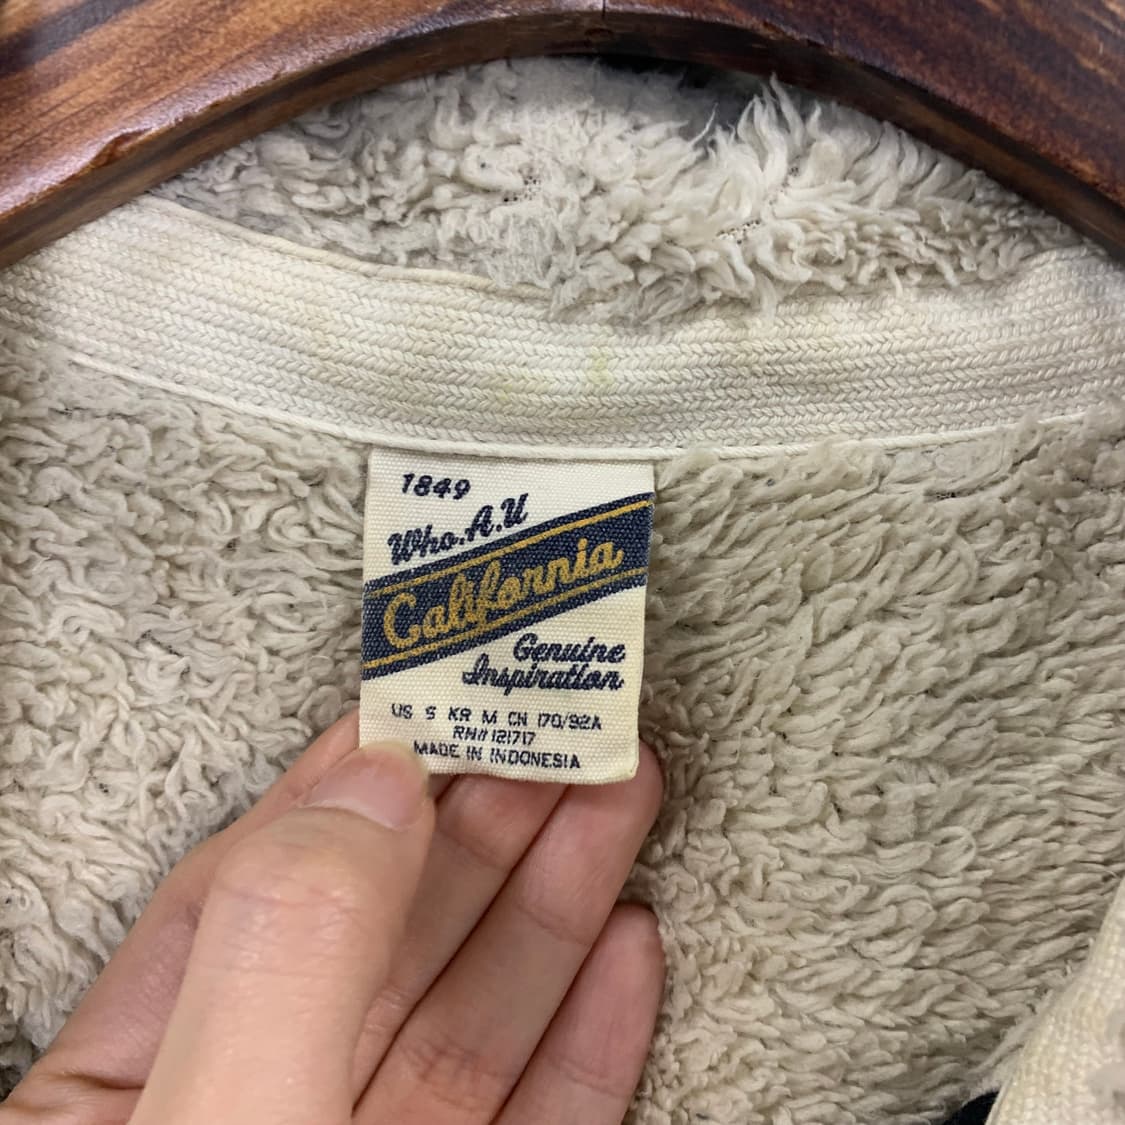 1849
Who.A.U
California
Genuine
Inspiration
US S KR M CN 170/92A
RN# 121717
MADE IN INDONESIA